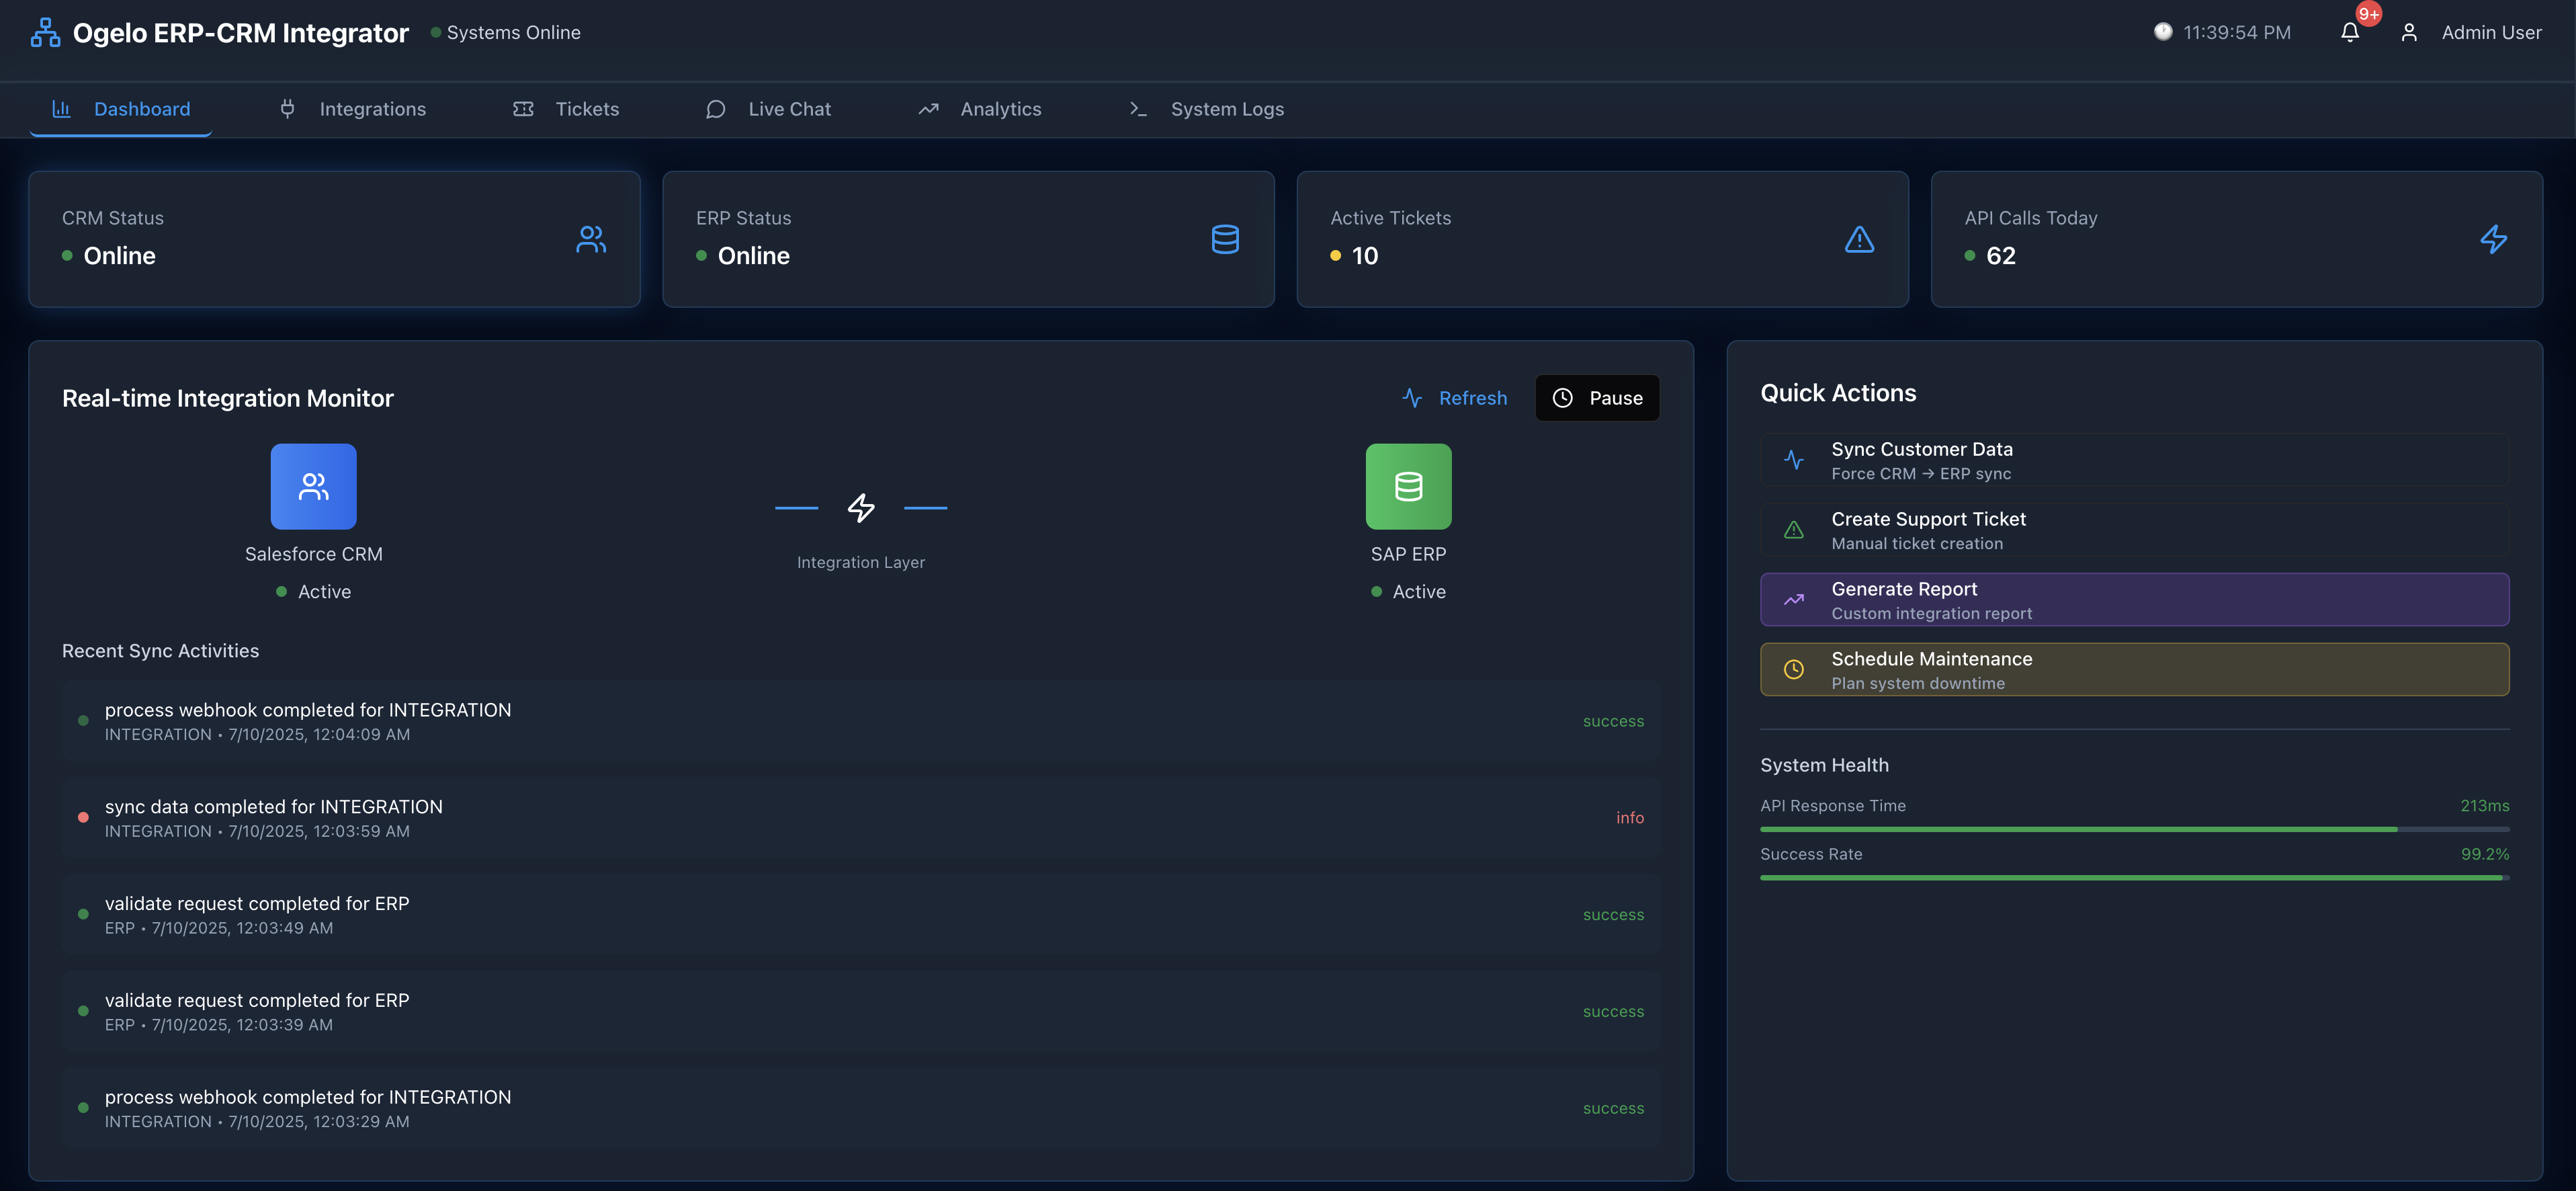 Ogelo ERP-CRM Integrator
Systems Online
11:39:54 PM
9+
Admin User
Dashboard
Integrations
Tickets
Live Chat
Analytics
System Logs
CRM Status
Online
ERP Status
Online
Active Tickets
10
API Calls Today
62
Real-time Integration Monitor
Refresh
Pause
Salesforce CRM
Active
Integration Layer
SAP ERP
Active
Recent Sync Activities
process webhook completed for INTEGRATION
INTEGRATION • 7/10/2025, 12:04:09 AM
success
sync data completed for INTEGRATION
INTEGRATION • 7/10/2025, 12:03:59 AM
info
validate request completed for ERP
ERP • 7/10/2025, 12:03:49 AM
success
validate request completed for ERP
ERP • 7/10/2025, 12:03:39 AM
success
process webhook completed for INTEGRATION
INTEGRATION • 7/10/2025, 12:03:29 AM
success
Quick Actions
Sync Customer Data
Force CRM → ERP sync
Create Support Ticket
Manual ticket creation
Generate Report
Custom integration report
Schedule Maintenance
Plan system downtime
System Health
API Response Time
213ms
Success Rate
99.2%